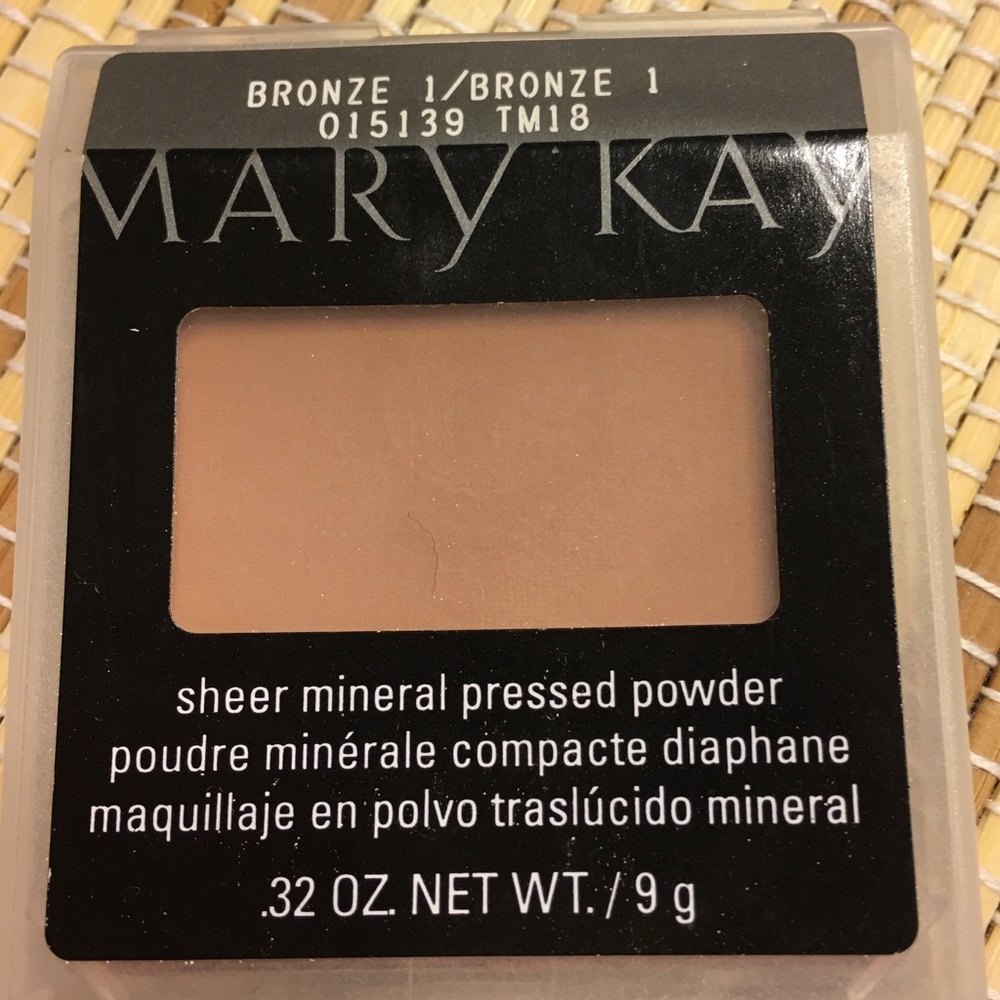 BRONZE 1/BRONZE 1
015139 TM18
MARY KAY
sheer mineral pressed powder
poudre minérale compacte diaphane
maquillaje en polvo traslúcido mineral
.32 OZ. NET WT. / 9 g